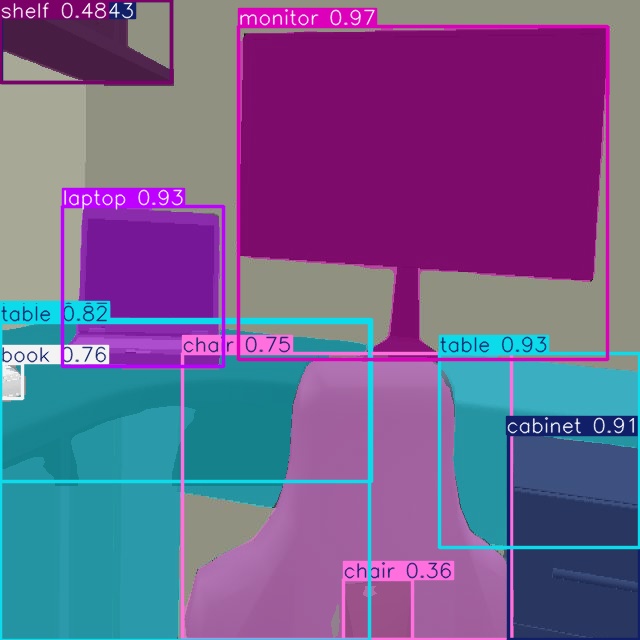 shelf 0.4843
monitor 0.97
laptop 0.93
table 0.82
book 0.76
chair 0.75
table 0.93
cabinet 0.91
chair 0.36